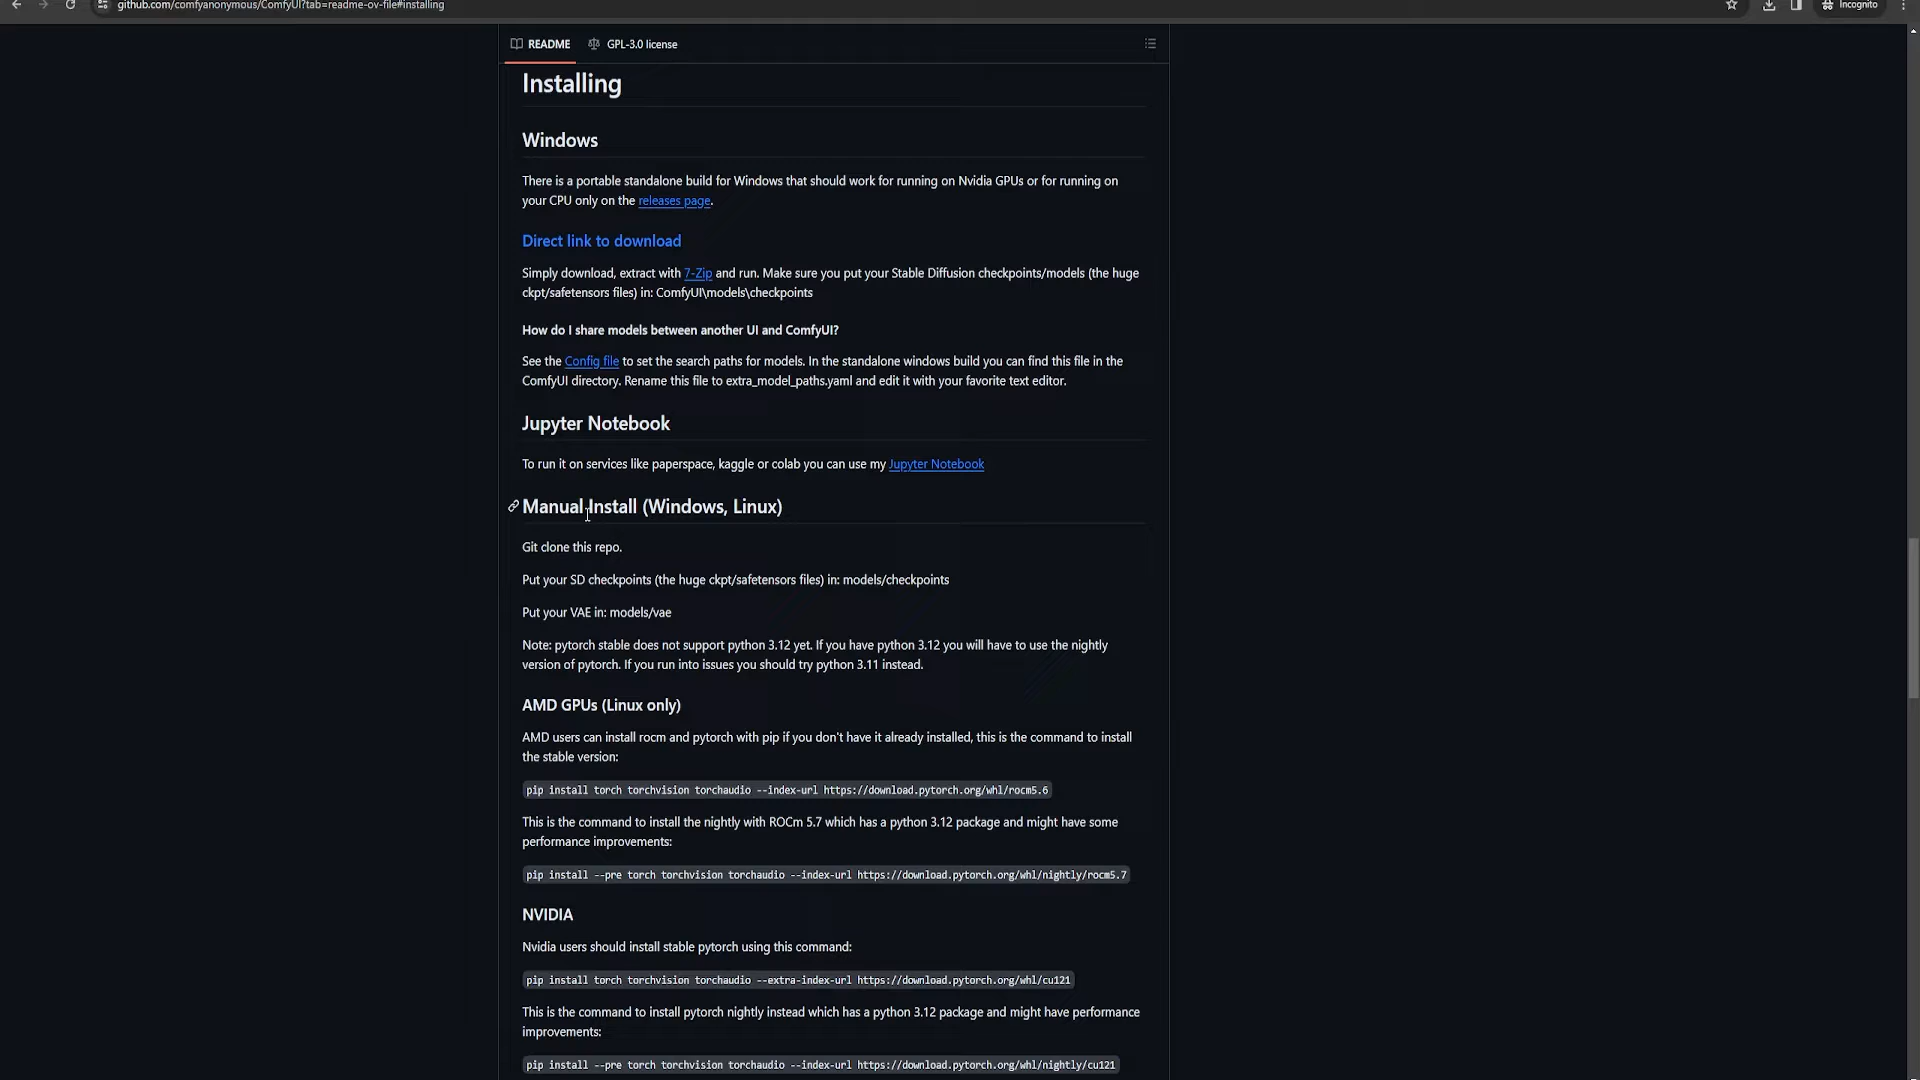 github.com/comfyanonymous/ComfyUI?tab=readme-ov-file#installing
Incognito
README
GPL-3.0 license
Installing
Windows
There is a portable standalone build for Windows that should work for running on Nvidia GPUs or for running on
your CPU only on the releases page.
Direct link to download
Simply download, extract with 7-Zip and run. Make sure you put your Stable Diffusion checkpoints/models (the huge
ckpt/safetensors files) in: ComfyUI\models\checkpoints
How do I share models between another UI and ComfyUI?
See the Config file to set the search paths for models. In the standalone windows build you can find this file in the
ComfyUI directory. Rename this file to extra_model_paths.yaml and edit it with your favorite text editor.
Jupyter Notebook
To run it on services like paperspace, kaggle or colab you can use my Jupyter Notebook
Manual Install (Windows, Linux)
Git clone this repo.
Put your SD checkpoints (the huge ckpt/safetensors files) in: models/checkpoints
Put your VAE in: models/vae
Note: pytorch stable does not support python 3.12 yet. If you have python 3.12 you will have to use the nightly
version of pytorch. If you run into issues you should try python 3.11 instead.
AMD GPUs (Linux only)
AMD users can install rocm and pytorch with pip if you don't have it already installed, this is the command to install
the stable version:
pip install torch torchvision torchaudio --index-url https://download.pytorch.org/whl/rocm5.6
This is the command to install the nightly with ROCm 5.7 which has a python 3.12 package and might have some
performance improvements:
pip install --pre torch torchvision torchaudio --index-url https://download.pytorch.org/whl/nightly/rocm5.7
NVIDIA
Nvidia users should install stable pytorch using this command:
pip install torch torchvision torchaudio --extra-index-url https://download.pytorch.org/whl/cu121
This is the command to install pytorch nightly instead which has a python 3.12 package and might have performance
improvements:
pip install --pre torch torchvision torchaudio --index-url https://download.pytorch.org/whl/nightly/cu121